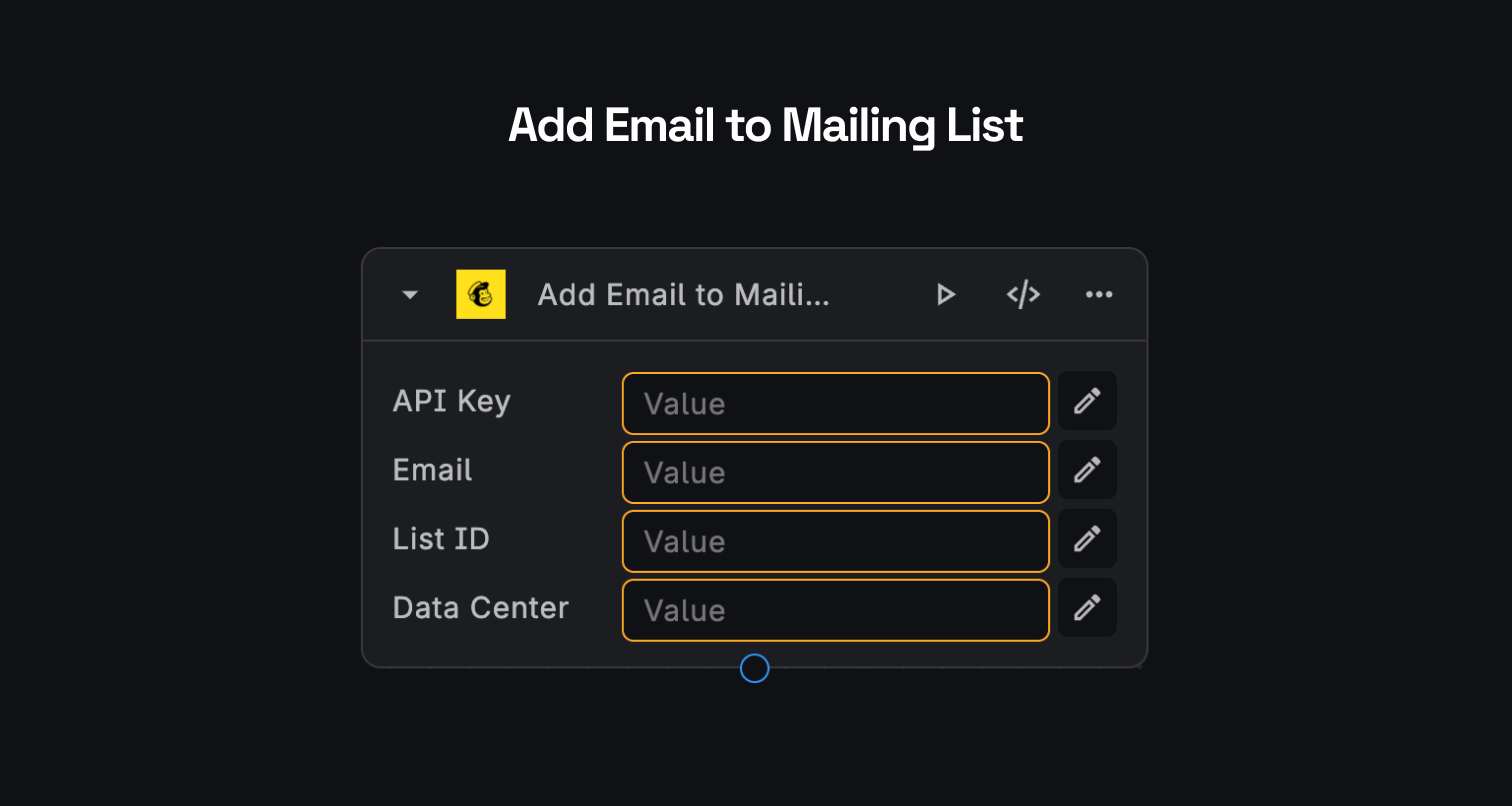 Add Email to Mailing List
Add Email to Maili...
API Key Value
Email Value
List ID Value
Data Center Value